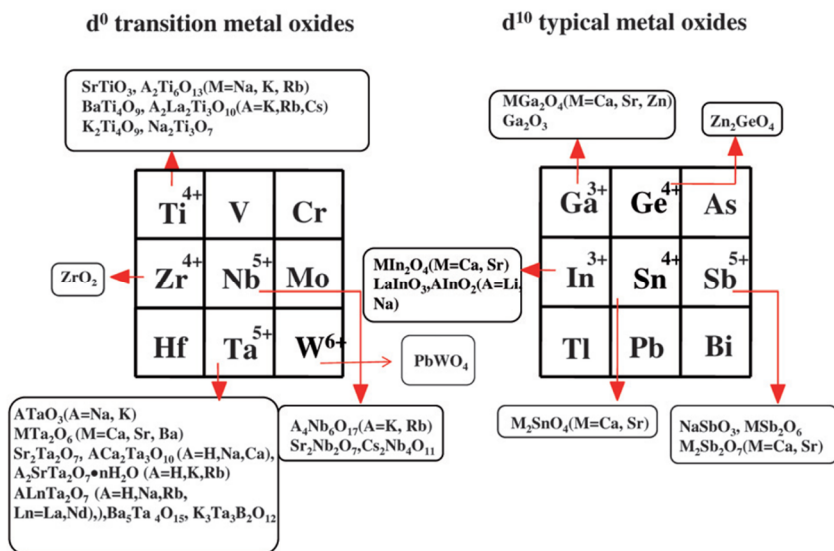 d⁰ transition metal oxides
d¹⁰ typical metal oxides
SrTiO₃, A₂Ti₆O₁₃(M=Na, K, Rb)
BaTi₄O₉, A₂La₂Ti₃O₁₀(A=K,Rb,Cs)
K₂Ti₄O₉, Na₂Ti₃O₇
MGa₂O₄(M=Ca, Sr, Zn)
Ga₂O₃
Zn₂GeO₄
Ti⁴⁺ V Cr
Zr⁴⁺ Nb⁵⁺ Mo
Hf Ta⁵⁺ W⁶⁺
ZrO₂
PbWO₄
Ga³⁺ Ge⁴⁺ As
In³⁺ Sn⁴⁺ Sb⁵⁺
Tl Pb Bi
MIn₂O₄(M=Ca, Sr)
LaInO₃,AInO₂(A=Li,
Na)
ATaO₃(A=Na, K)
MTa₂O₆ (M=Ca, Sr, Ba)
Sr₂Ta₂O₇, ACa₂Ta₃O₁₀ (A=H,Na,Ca),
A₂SrTa₂O₇•nH₂O (A=H,K,Rb)
ALnTa₂O₇ (A=H,Na,Rb,
Ln=La,Nd),),Ba₅Ta ₄O₁₅, K₃Ta₃B₂O₁₂
A₄Nb₆O₁₇(A=K, Rb)
Sr₂Nb₂O₇,Cs₂Nb₄O₁₁
M₂SnO₄(M=Ca, Sr)
NaSbO₃, MSb₂O₆
M₂Sb₂O₇(M=Ca, Sr)